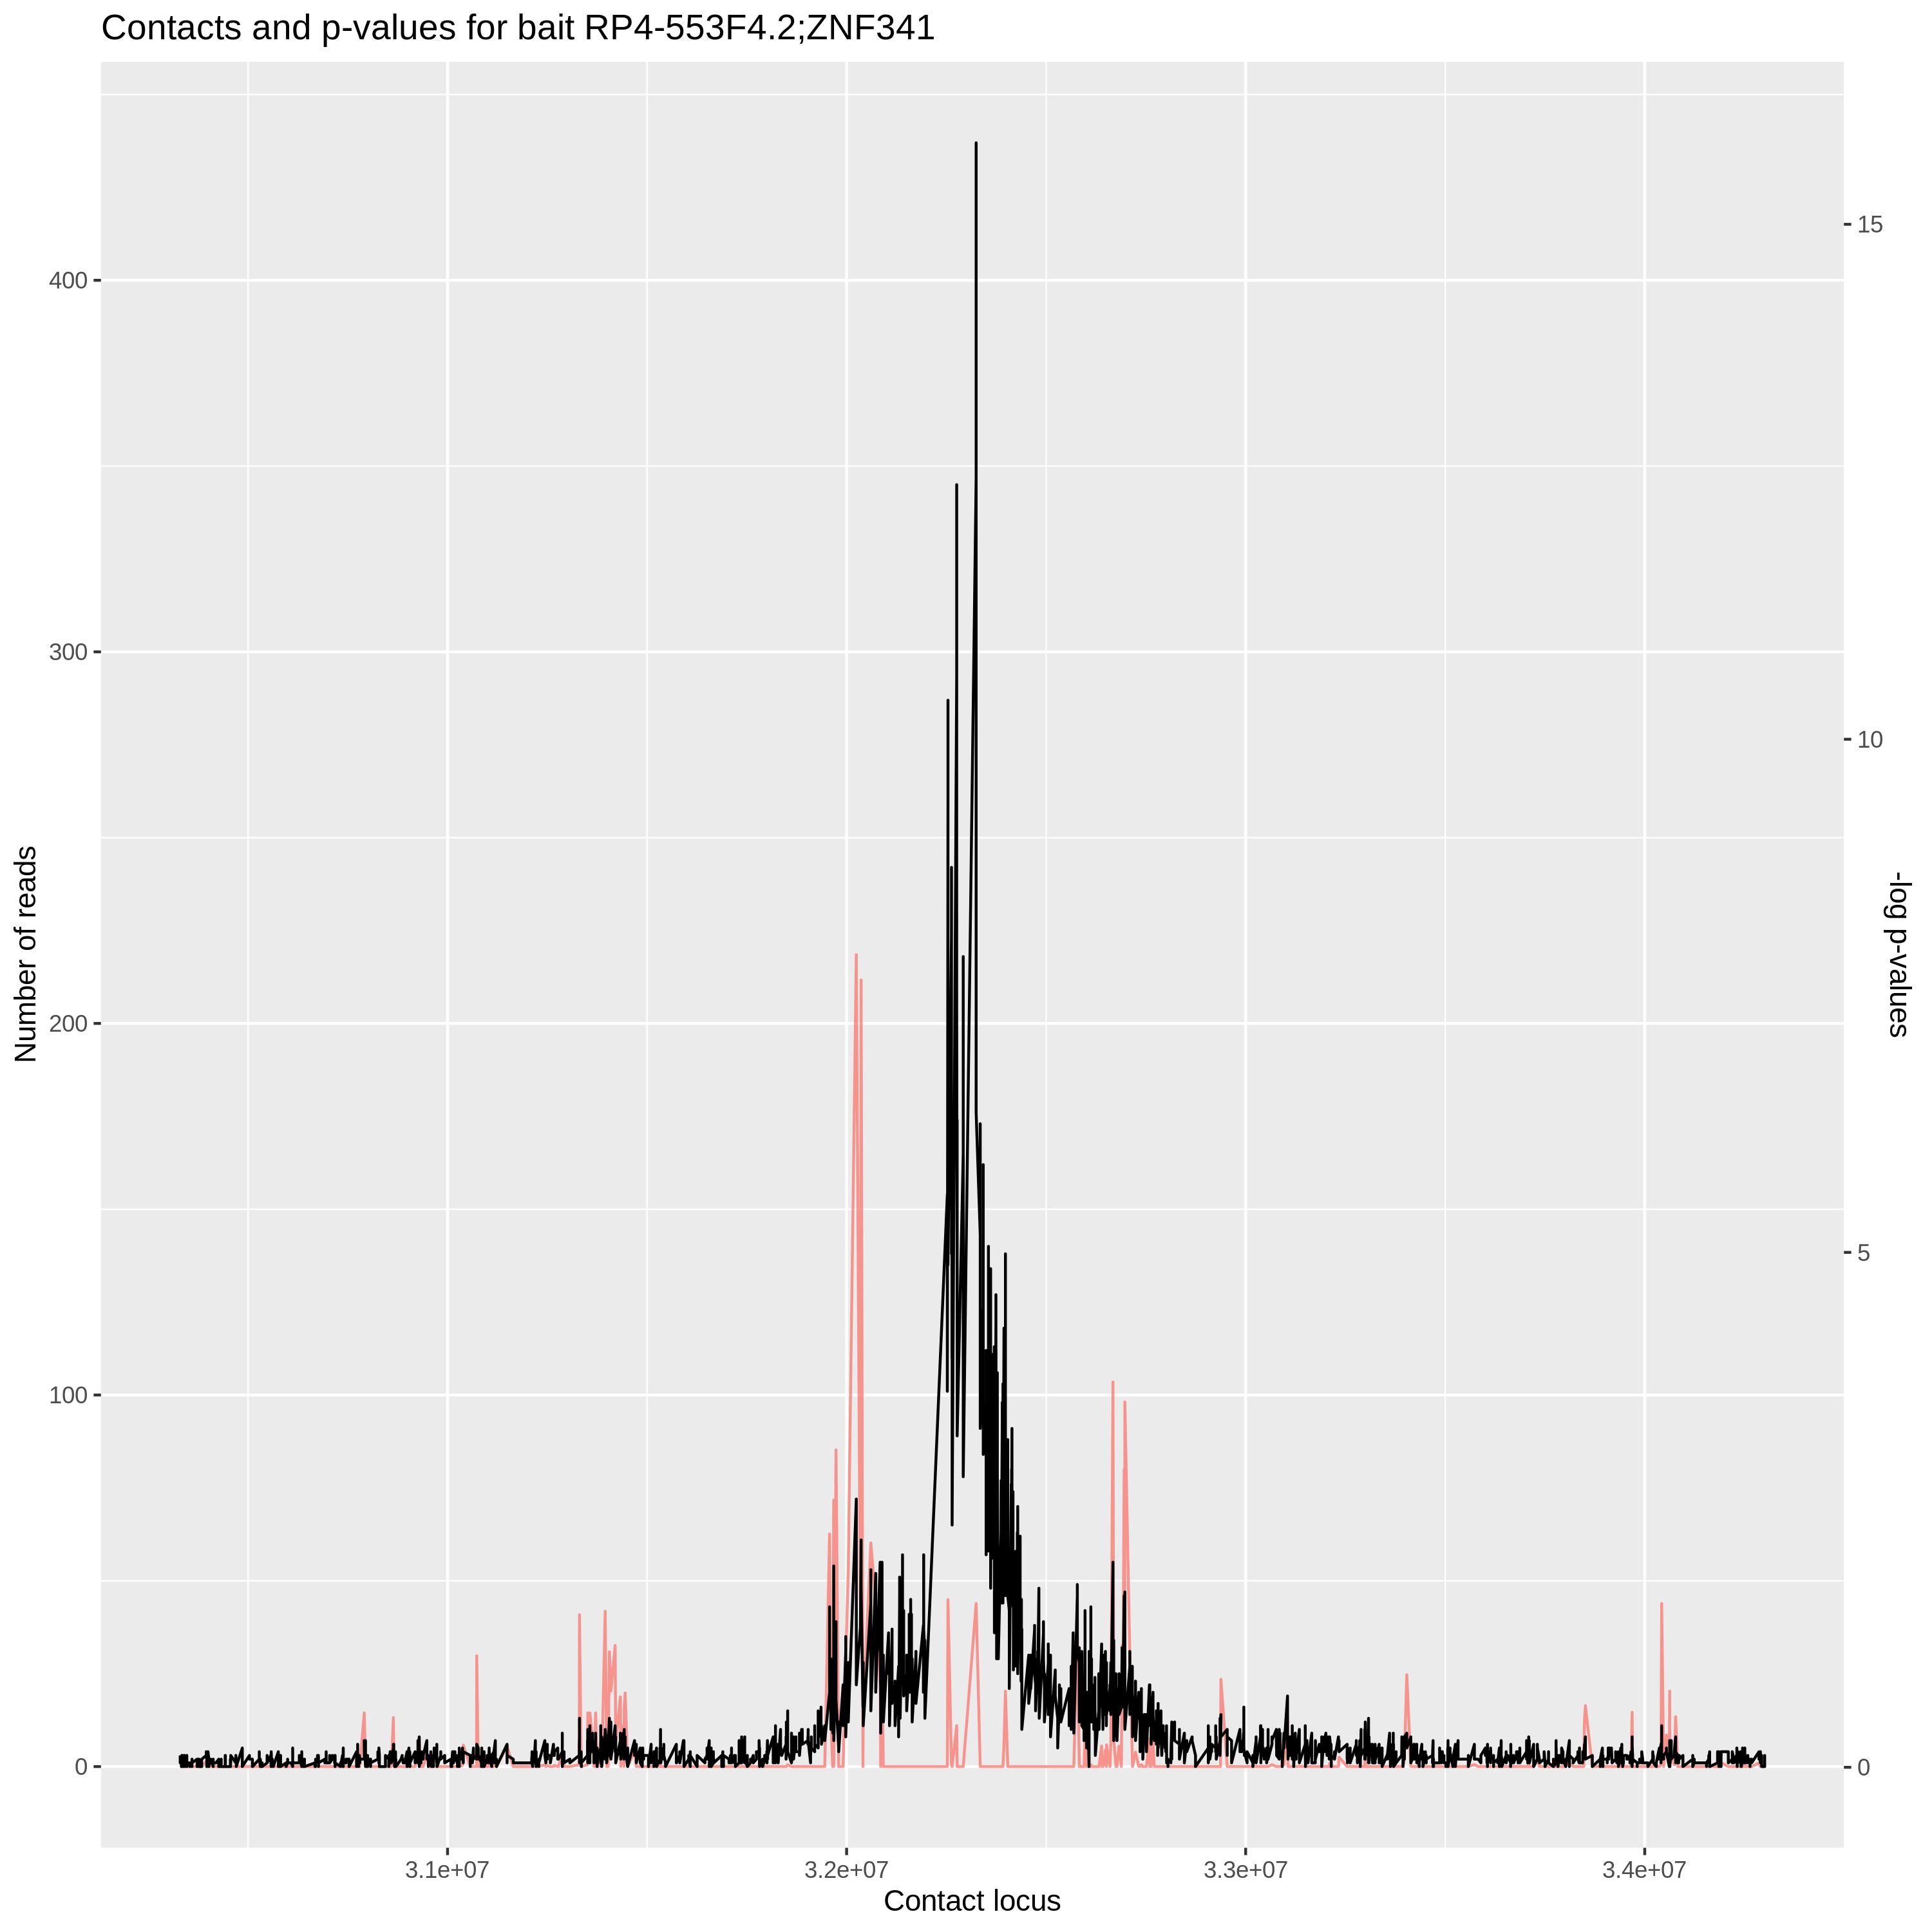 Contacts and p-values for bait RP4-553F4.2;ZNF341
400
300
200
100
0
Number of reads
15
10
5
0
-log p-values
3.1e+07
3.2e+07
3.3e+07
3.4e+07
Contact locus